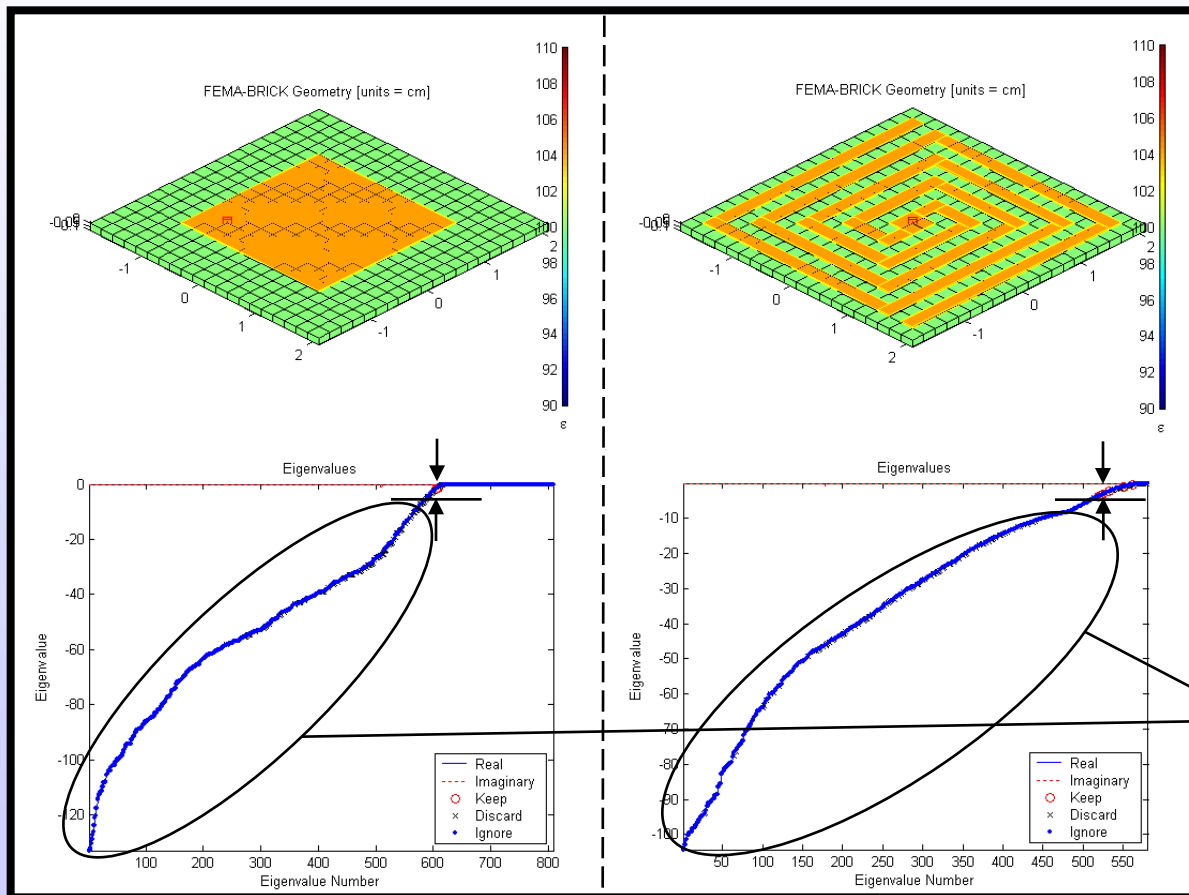 FEMA-BRICK Geometry [units = cm]
110
108
106
104
102
98
96
94
92
90
ε
-1
0
1
2
-1
0
1
2
FEMA-BRICK Geometry [units = cm]
110
108
106
104
102
98
96
94
92
90
ε
-1
0
1
2
-1
0
1
2
Eigenvalues
0
-20
-40
-60
-80
-100
-120
Eigenvalue
100 200 300 400 500 600 700 800
Eigenvalue Number
Real
Imaginary
Keep
Discard
Ignore
Eigenvalues
0
-10
-20
-30
-40
-50
-60
-70
-80
-90
-100
Eigenvalue
50 100 150 200 250 300 350 400 450 500 550
Eigenvalue Number
Real
Imaginary
Keep
Discard
Ignore